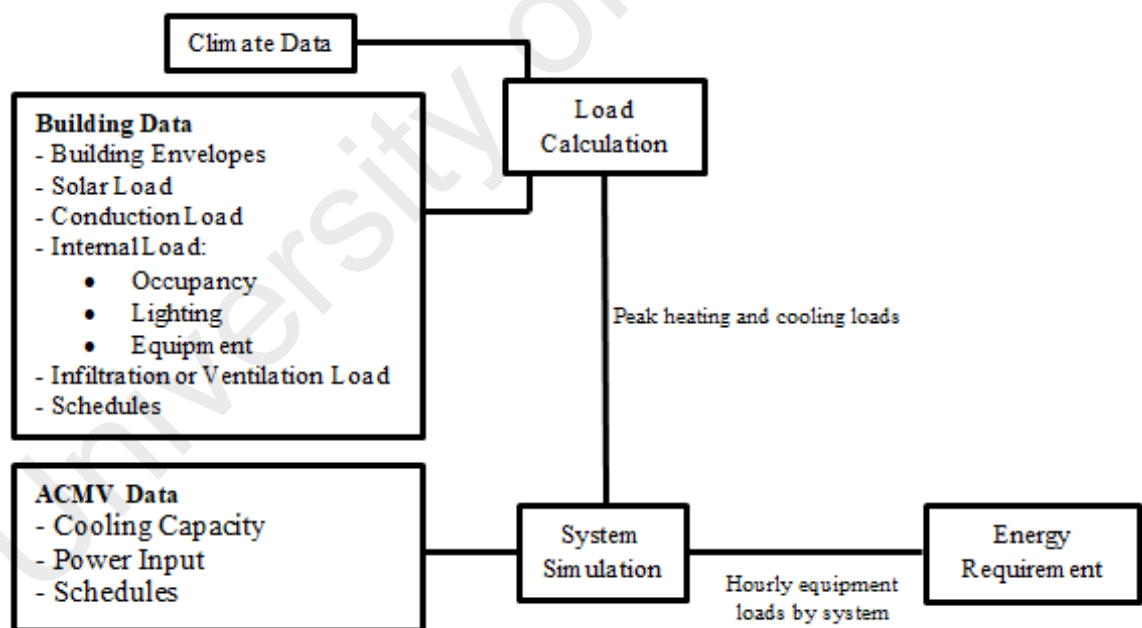 Climate Data
Load
Calculation
Building Data
- Building Envelopes
- Solar Load
- Conduction Load
- Internal Load:
• Occupancy
• Lighting
• Equipment
- Infiltration or Ventilation Load
- Schedules
Peak heating and cooling loads
ACMV Data
- Cooling Capacity
- Power Input
- Schedules
System
Simulation
Hourly equipment
loads by system
Energy
Requirement
University of